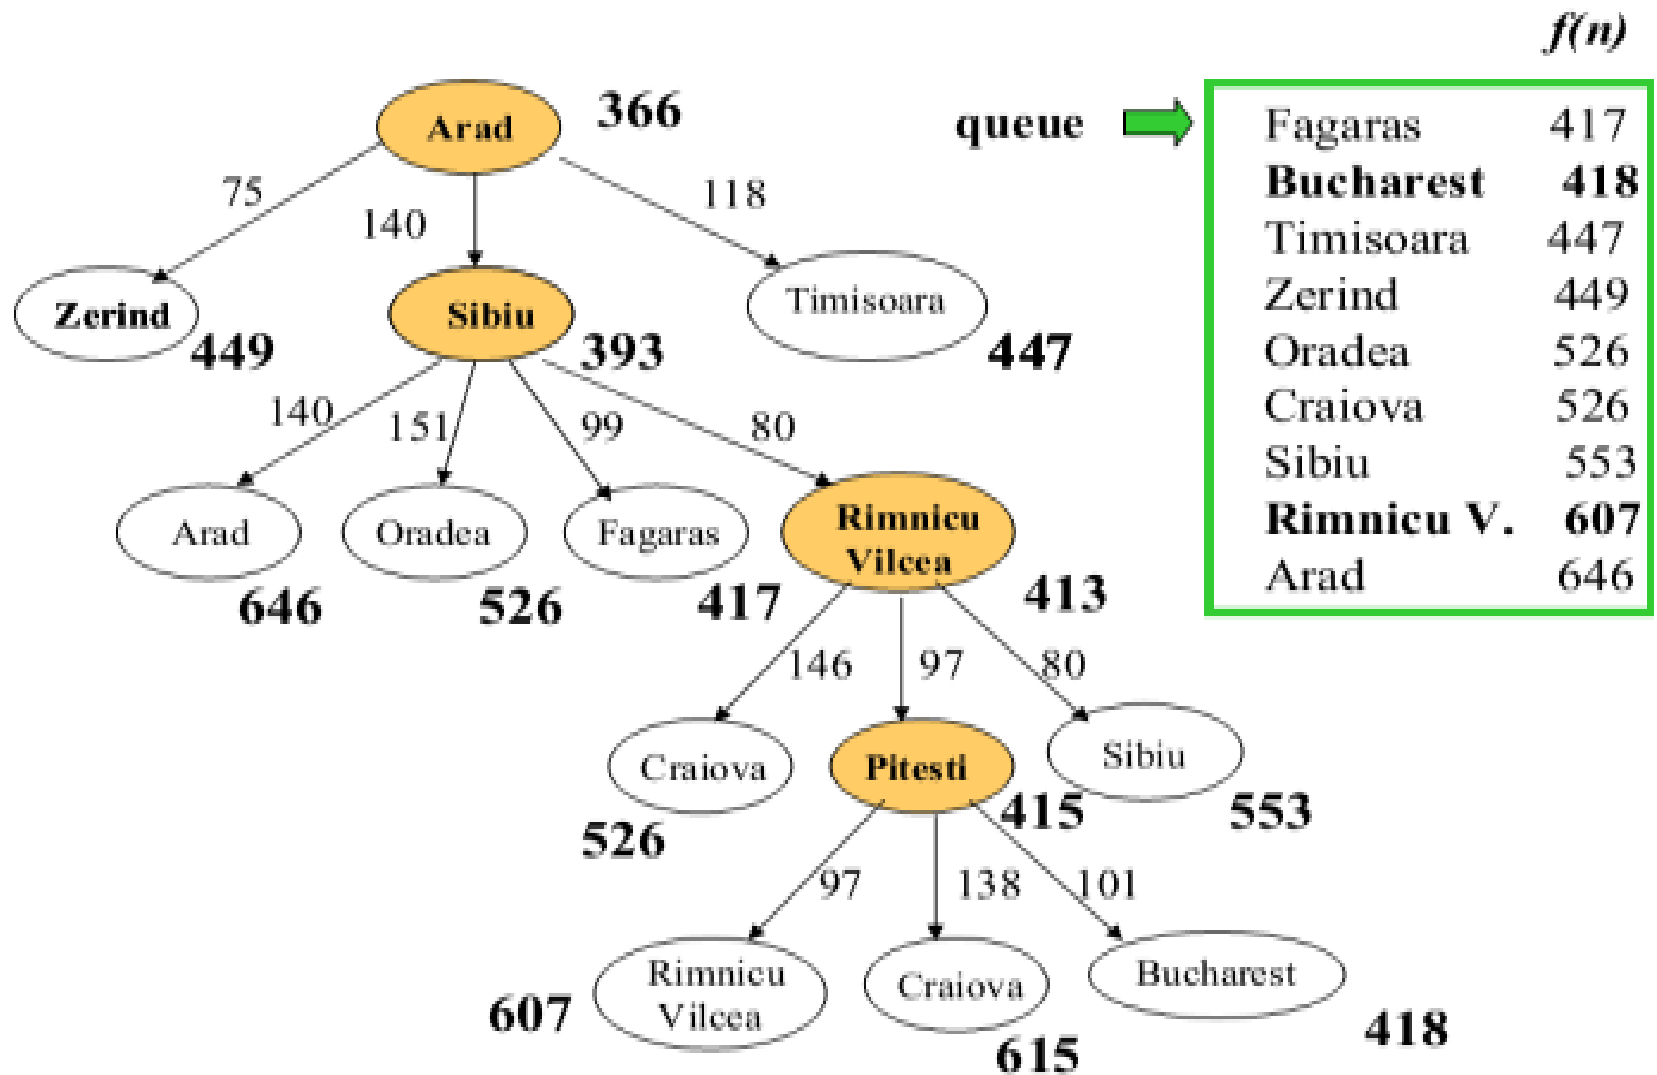 f(n)
Arad 366
queue
Fagaras 417
Bucharest 418
Timisoara 447
Zerind 449
Oradea 526
Craiova 526
Sibiu 553
Rimnicu V. 607
Arad 646
75 140 118
Zerind 449
Sibiu 393
Timisoara 447
140 151 99 80
Arad 646
Oradea 526
Fagaras 417
Rimnicu
Vilcea 413
146 97 80
Craiova 526
Pitesti 415
Sibiu 553
97 138 101
Rimnicu
Vilcea 607
Craiova 615
Bucharest 418